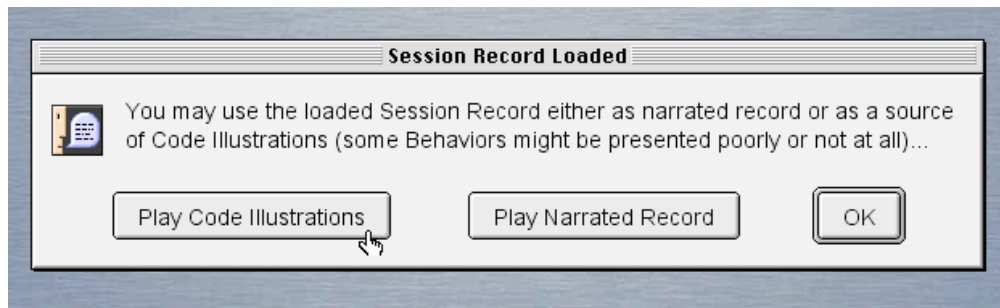 Session Record Loaded
You may use the loaded Session Record either as narrated record or as a source
of Code Illustrations (some Behaviors might be presented poorly or not at all)...
Play Code Illustrations
Play Narrated Record
OK